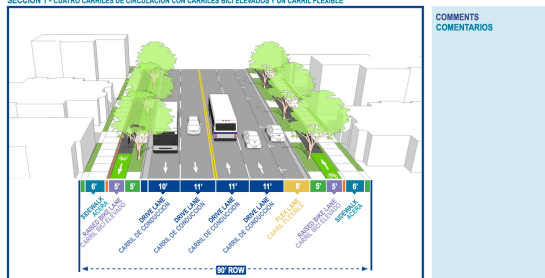 SECCIÓN 1 - CUATRO CARRILES DE CIRCULACIÓN CON CARRILES BICI ELEVADOS Y UN CARRIL FLEXIBLE
COMMENTS
COMENTARIOS
6' 5' 5' 10' 11' 11' 11' 8' 5' 5' 6'
SIDEWALK
ACERA
RAISED BIKE LANE
CARRIL BICI ELEVADO
DRIVE LANE
CARRIL DE CONDUCCIÓN
DRIVE LANE
CARRIL DE CONDUCCIÓN
DRIVE LANE
CARRIL DE CONDUCCIÓN
DRIVE LANE
CARRIL DE CONDUCCIÓN
FLEX LANE
CARRIL FLEXIBLE
RAISED BIKE LANE
CARRIL BICI ELEVADO
SIDEWALK
ACERA
90' ROW